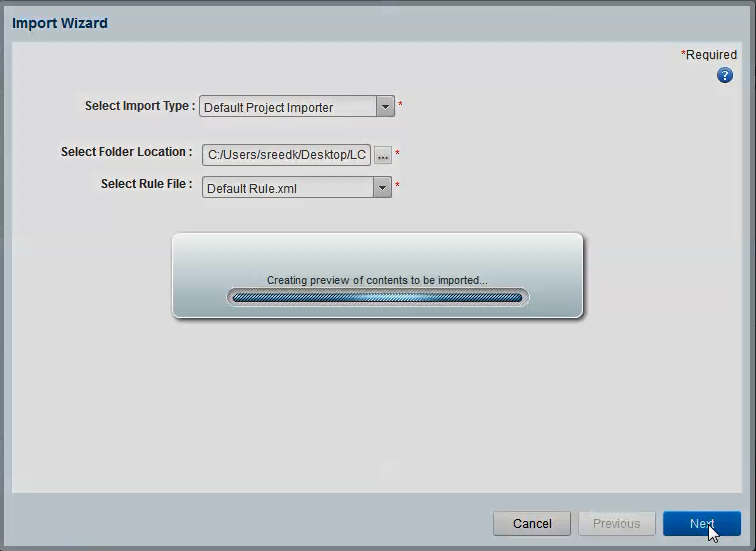 Import Wizard
*Required
?
Select Import Type : Default Project Importer *
Select Folder Location : C:/Users/sreedk/Desktop/LC ... *
Select Rule File : Default Rule.xml *
Creating preview of contents to be imported...
Cancel Previous Next